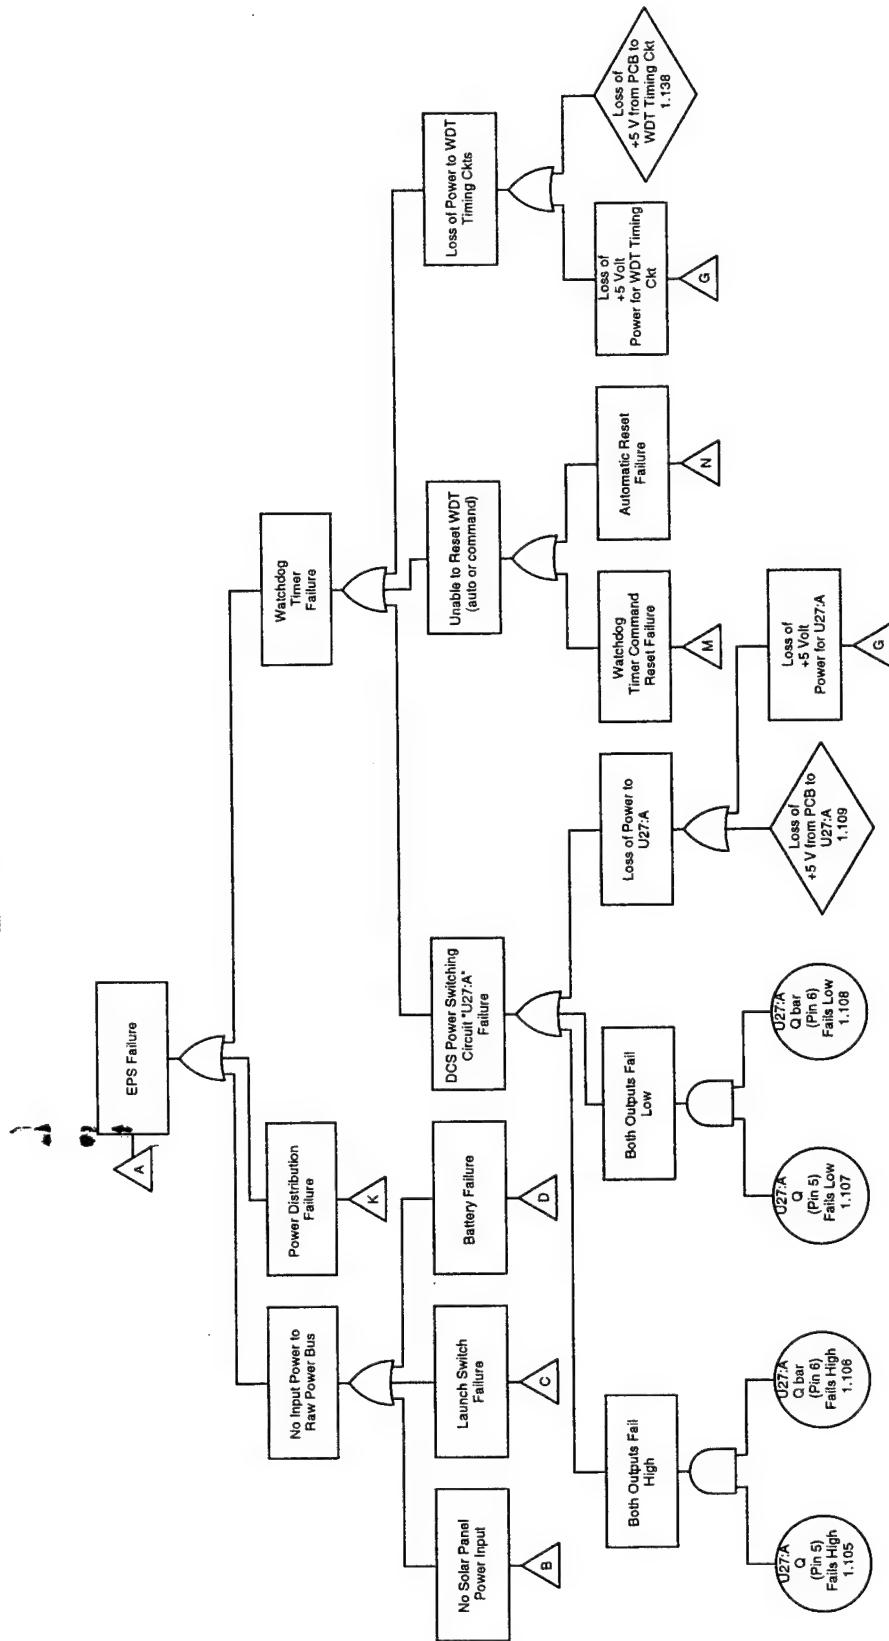 A
EPS Failure
No Input Power to
Raw Power Bus
Power Distribution
Failure
K
Watchdog
Timer
Failure
No Solar Panel
Power Input
B
Launch Switch
Failure
C
Battery Failure
D
DCS Power Switching
Circuit "U27:A"
Failure
Unable to Reset WDT
(auto or command)
Loss of Power to WDT
Timing Ckts
Both Outputs Fail
High
Both Outputs Fail
Low
Loss of Power to
U27:A
Watchdog
Timer Command
Reset Failure
M
Automatic Reset
Failure
N
Loss of
+5 Volt
Power for WDT Timing
Ckt
G
Loss of
+5 V from PCB to
WDT Timing Ckt
1.138
U27:A
Q
(Pin 5)
Fails High
1.105
U27:A
Q bar
(Pin 6)
Fails High
1.106
U27:A
Q
(Pin 5)
Fails Low
1.107
U27:A
Q bar
(Pin 6)
Fails Low
1.108
Loss of
+5 V from PCB to
U27:A
1.109
Loss of
+5 Volt
Power for U27:A
G